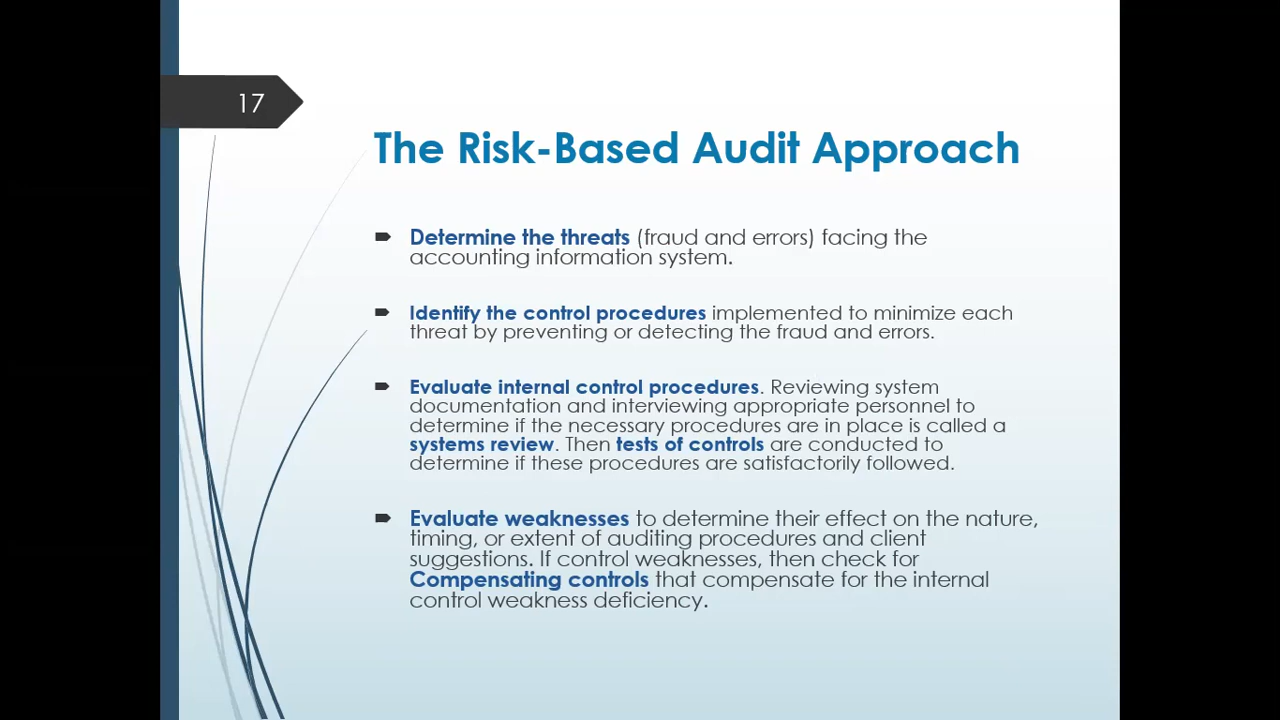 17
The Risk-Based Audit Approach
Determine the threats (fraud and errors) facing the
accounting information system.
Identify the control procedures implemented to minimize each
threat by preventing or detecting the fraud and errors.
Evaluate internal control procedures. Reviewing system
documentation and interviewing appropriate personnel to
determine if the necessary procedures are in place is called a
systems review. Then tests of controls are conducted to
determine if these procedures are satisfactorily followed.
Evaluate weaknesses to determine their effect on the nature,
timing, or extent of auditing procedures and client
suggestions. If control weaknesses, then check for
Compensating controls that compensate for the internal
control weakness deficiency.